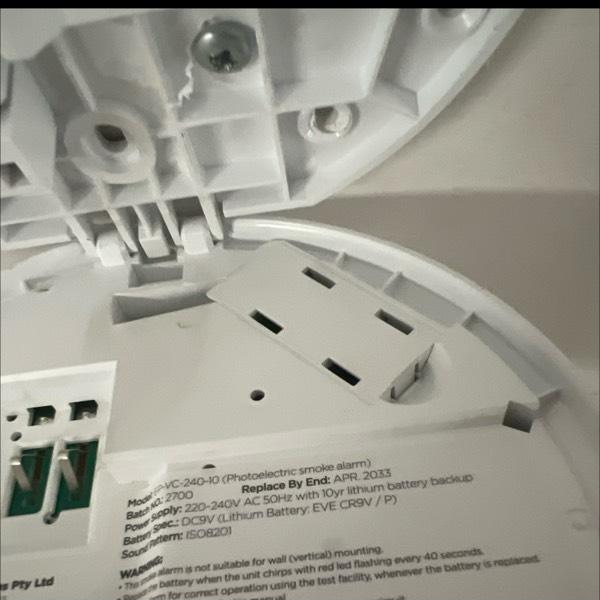 Model: P-VC-240-10 (Photoelectric smoke alarm)
Batch NO.: 2700 Replace By End: APR. 2033
Power Supply: 220-240V AC 50Hz with 10yr lithium battery backup
Battery Spec.: DC9V (Lithium Battery: EVE CR9V / P)
Sound Pattern: ISO8201
WARNING:
• This smoke alarm is not suitable for wall (vertical) mounting.
the battery when the unit chirps with red led flashing every 40 seconds.
for correct operation using the test facility, whenever the battery is replaced.
manual
s Pty Ltd